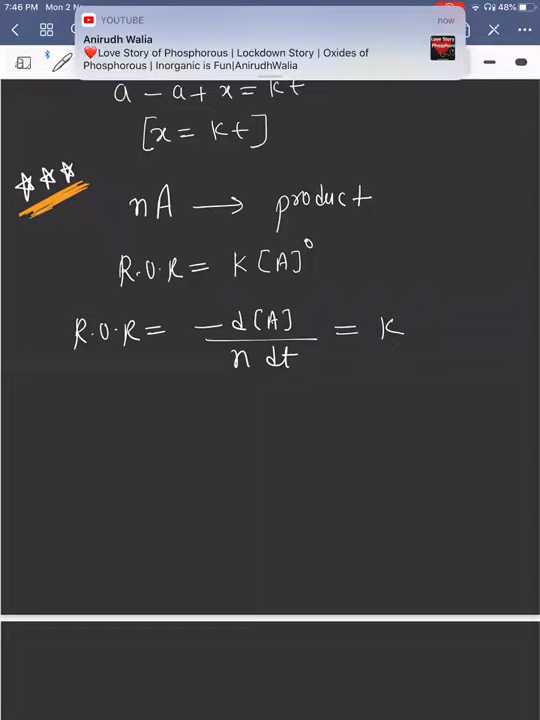 7:46 PM Mon 2 N
48%
YOUTUBE
now
Anirudh Walia
❤️Love Story of Phosphorous | Lockdown Story | Oxides of
Phosphorous | Inorganic is Fun|AnirudhWalia
a - a + x = kt
[x = kt]
nA → product
R.O.R = K[A]⁰
R.O.R = -d[A] / n dt = K